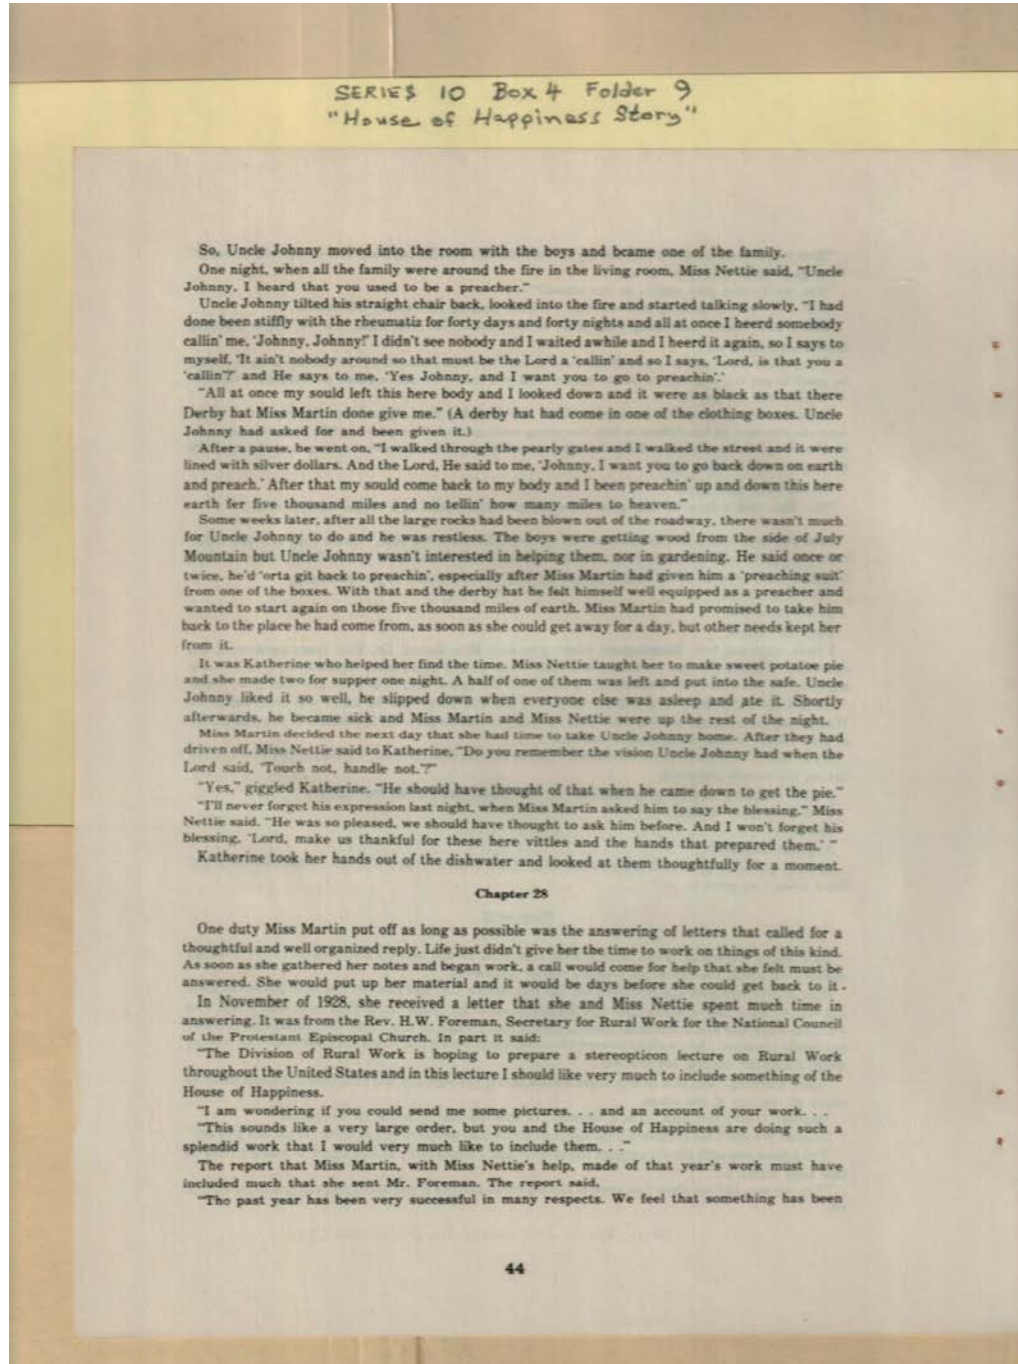 SERIES 10 Box 4 Folder 9
"House of Happiness Story"
So, Uncle Johnny moved into the room with the boys and bcame one of the family.
One night, when all the family were around the fire in the living room, Miss Nettie said, "Uncle
Johnny, I heard that you used to be a preacher."
Uncle Johnny tilted his straight chair back, looked into the fire and started talking slowly, "I had
done been stiffly with the rheumatiz for forty days and forty nights and all at once I heerd somebody
callin' me, 'Johnny, Johnny!' I didn't see nobody and I waited awhile and I heerd it again, so I says to
myself, 'It ain't nobody around so that must be the Lord a 'callin' and so I says, 'Lord, is that you a
'callin'?' and He says to me, 'Yes Johnny, and I want you to go to preachin'.'
"All at once my sould left this here body and I looked down and it were as black as that there
Derby hat Miss Martin done give me." (A derby hat had come in one of the clothing boxes. Uncle
Johnny had asked for and been given it.)
After a pause, he went on, "I walked through the pearly gates and I walked the street and it were
lined with silver dollars. And the Lord, He said to me, 'Johnny, I want you to go back down on earth
and preach.' After that my sould come back to my body and I been preachin' up and down this here
earth fer five thousand miles and no tellin' how many miles to heaven."
Some weeks later, after all the large rocks had been blown out of the roadway, there wasn't much
for Uncle Johnny to do and he was restless. The boys were getting wood from the side of July
Mountain but Uncle Johnny wasn't interested in helping them, nor in gardening. He said once or
twice, he'd 'orta git back to preachin', especially after Miss Martin had given him a 'preaching suit'
from one of the boxes. With that and the derby hat he felt himself well equipped as a preacher and
wanted to start again on those five thousand miles of earth. Miss Martin had promised to take him
back to the place he had come from, as soon as she could get away for a day, but other needs kept her
from it.
It was Katherine who helped her find the time. Miss Nettie taught her to make sweet potatoe pie
and she made two for supper one night. A half of one of them was left and put into the safe. Uncle
Johnny liked it so well, he slipped down when everyone else was asleep and ate it. Shortly
afterwards, he became sick and Miss Martin and Miss Nettie were up the rest of the night.
Miss Martin decided the next day that she had time to take Uncle Johnny home. After they had
driven off, Miss Nettie said to Katherine, "Do you remember the vision Uncle Johnny had when the
Lord said, 'Touch not, handle not.'?"
"Yes," giggled Katherine. "He should have thought of that when he came down to get the pie."
"I'll never forget his expression last night, when Miss Martin asked him to say the blessing," Miss
Nettie said. "He was so pleased, we should have thought to ask him before. And I won't forget his
blessing, 'Lord, make us thankful for these here vittles and the hands that prepared them.' "
Katherine took her hands out of the dishwater and looked at them thoughtfully for a moment.
Chapter 28
One duty Miss Martin put off as long as possible was the answering of letters that called for a
thoughtful and well organized reply. Life just didn't give her the time to work on things of this kind.
As soon as she gathered her notes and began work, a call would come for help that she felt must be
answered. She would put up her material and it would be days before she could get back to it -
In November of 1928, she received a letter that she and Miss Nettie spent much time in
answering. It was from the Rev. H.W. Foreman, Secretary for Rural Work for the National Council
of the Protestant Episcopal Church. In part it said:
"The Division of Rural Work is hoping to prepare a stereopticon lecture on Rural Work
throughout the United States and in this lecture I should like very much to include something of the
House of Happiness.
"I am wondering if you could send me some pictures. . . and an account of your work. . .
"This sounds like a very large order, but you and the House of Happiness are doing such a
splendid work that I would very much like to include them. . ."
The report that Miss Martin, with Miss Nettie's help, made of that year's work must have
included much that she sent Mr. Foreman. The report said,
"The past year has been very successful in many respects. We feel that something has been
44